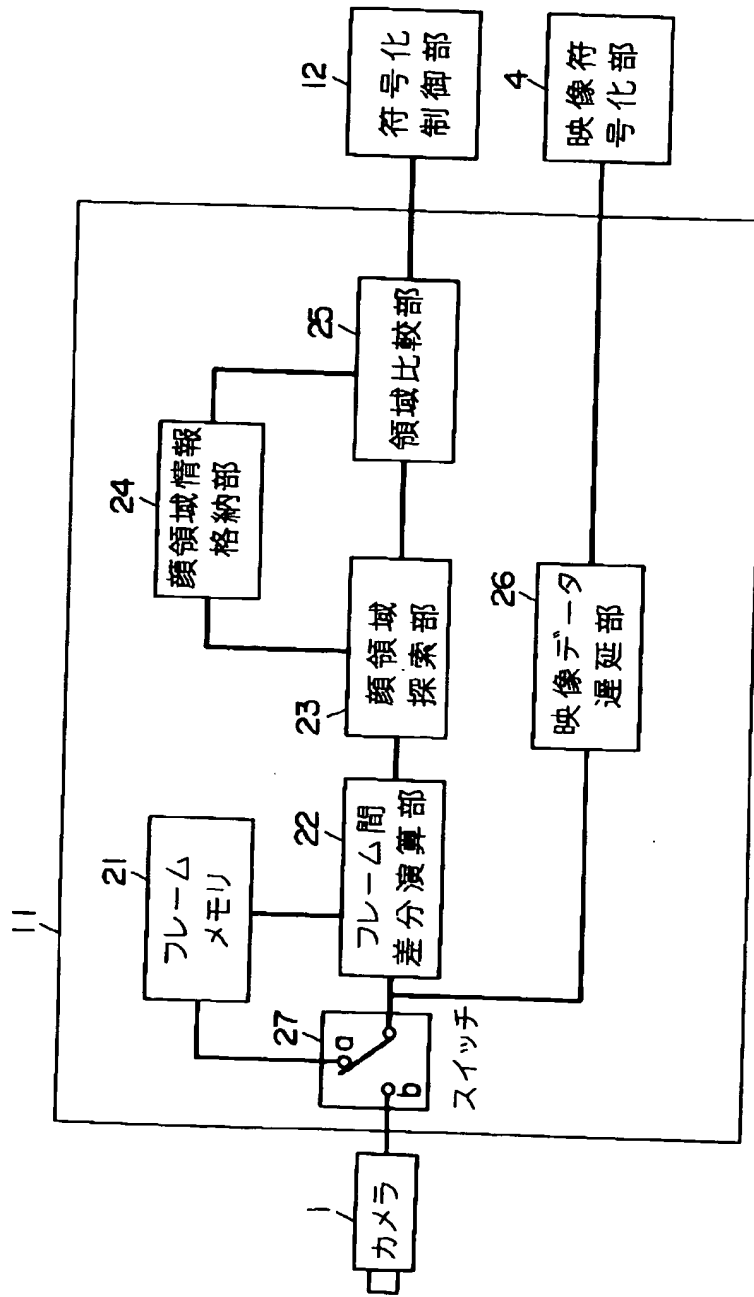 11
1
カメラ
27
a
b
スイッチ
21
フレーム
メモリ
22
フレーム間
差分演算部
23
顔領域
探索部
24
顔領域情報
格納部
25
領域比較部
26
映像データ
遅延部
12
符号化
制御部
4
映像符
号化部